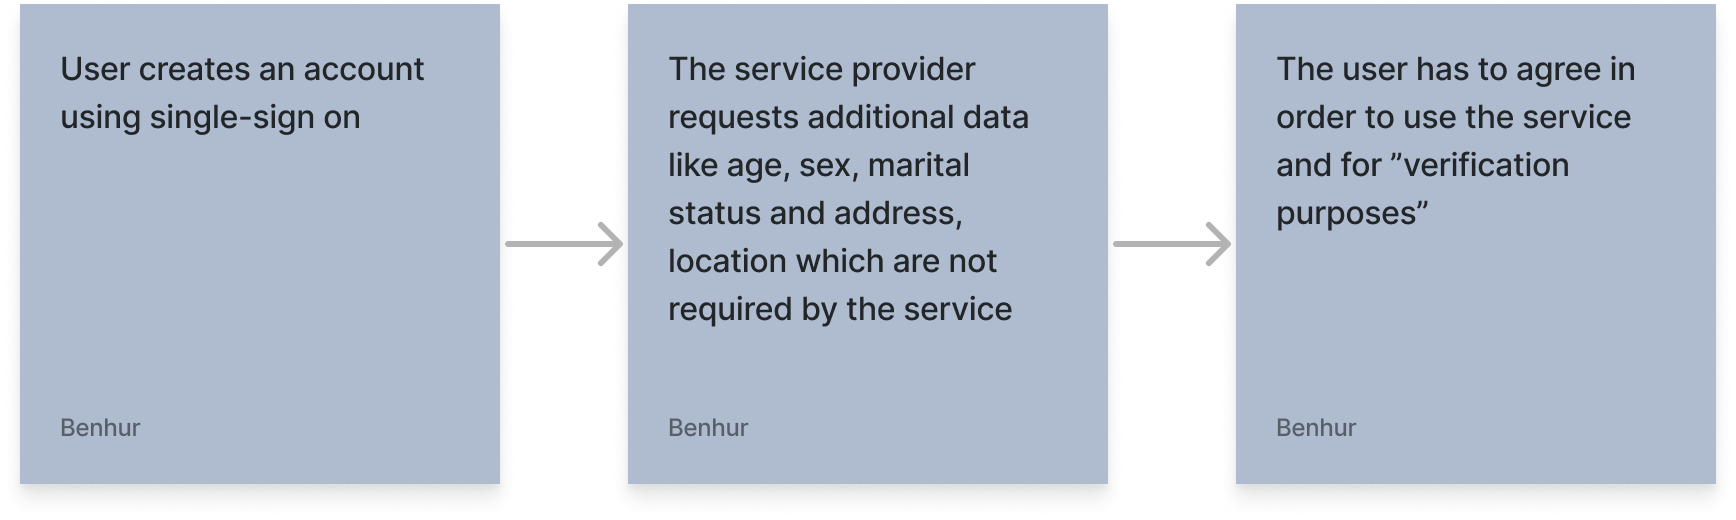 User creates an account
using single-sign on
Benhur
The service provider
requests additional data
like age, sex, marital
status and address,
location which are not
required by the service
Benhur
The user has to agree in
order to use the service
and for ”verification
purposes”
Benhur